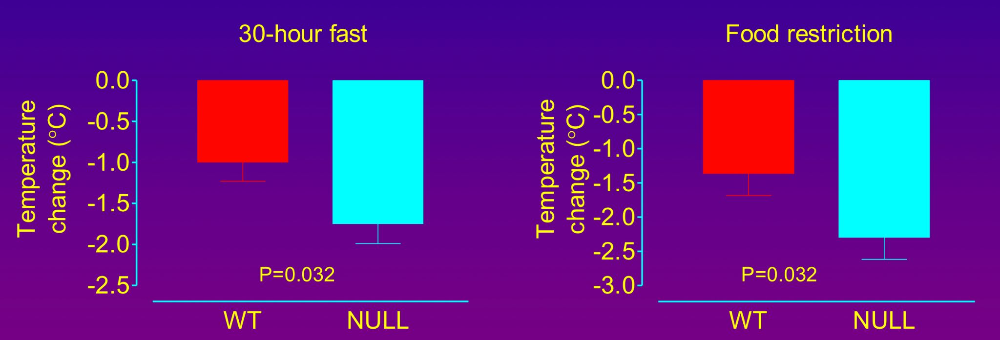 30-hour fast
Temperature
change (°C)
0.0
-0.5
-1.0
-1.5
-2.0
-2.5
P=0.032
WT NULL
Food restriction
Temperature
change (°C)
0.0
-0.5
-1.0
-1.5
-2.0
-2.5
-3.0
P=0.032
WT NULL